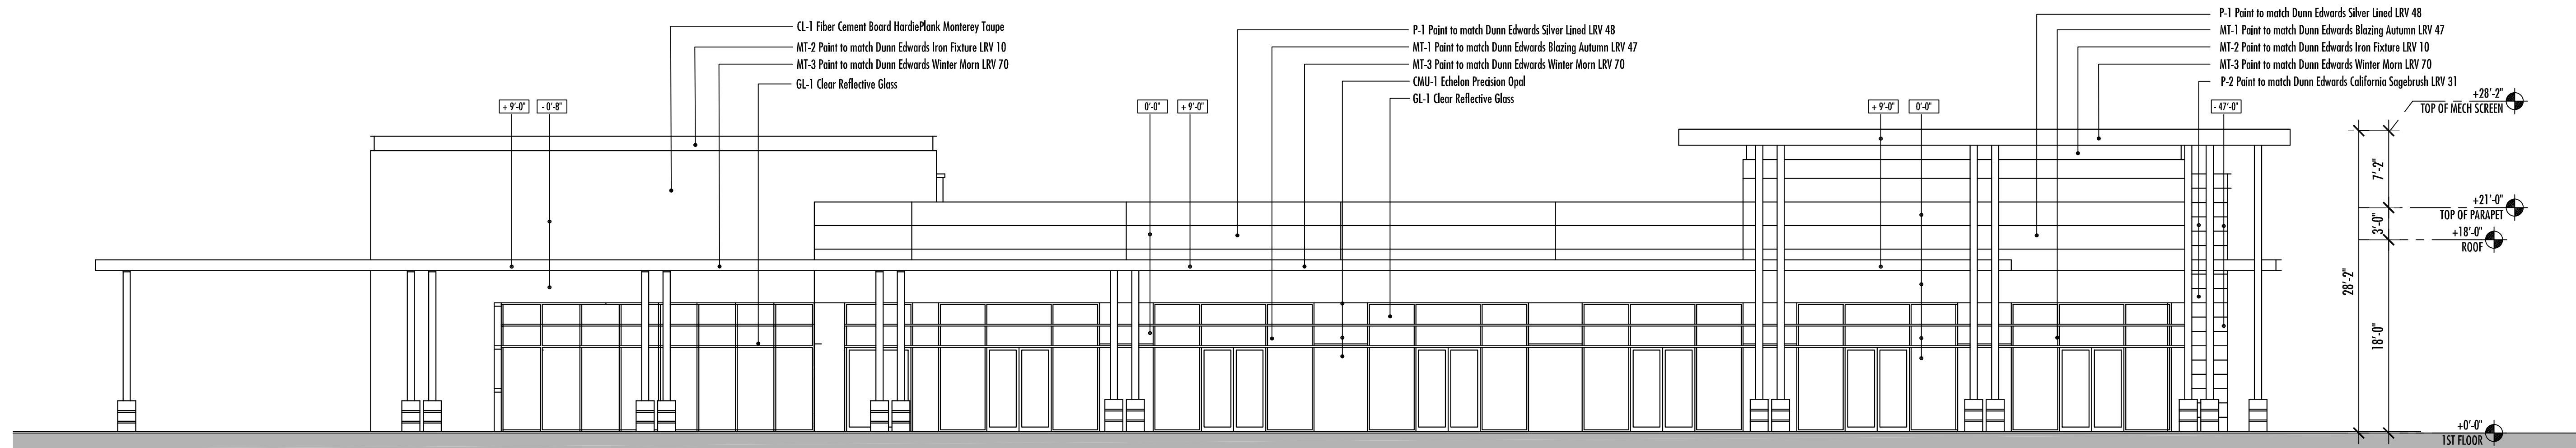 CL-1 Fiber Cement Board HardiePlank Monterey Taupe
MT-2 Paint to match Dunn Edwards Iron Fixture LRV 10
MT-3 Paint to match Dunn Edwards Winter Morn LRV 70
GL-1 Clear Reflective Glass
P-1 Paint to match Dunn Edwards Silver Lined LRV 48
MT-1 Paint to match Dunn Edwards Blazing Autumn LRV 47
MT-3 Paint to match Dunn Edwards Winter Morn LRV 70
CMU-1 Echelon Precision Opal
GL-1 Clear Reflective Glass
P-1 Paint to match Dunn Edwards Silver Lined LRV 48
MT-1 Paint to match Dunn Edwards Blazing Autumn LRV 47
MT-2 Paint to match Dunn Edwards Iron Fixture LRV 10
MT-3 Paint to match Dunn Edwards Winter Morn LRV 70
P-2 Paint to match Dunn Edwards California Sagebrush LRV 31
+ 9'-0"
- 0'-8"
0'-0"
+ 9'-0"
+ 9'-0"
0'-0"
- 47'-0"
+28'-2"
TOP OF MECH SCREEN
7'-2"
+21'-0"
TOP OF PARAPET
3'-0"
+18'-0"
ROOF
28'-2"
18'-0"
+0'-0"
1ST FLOOR